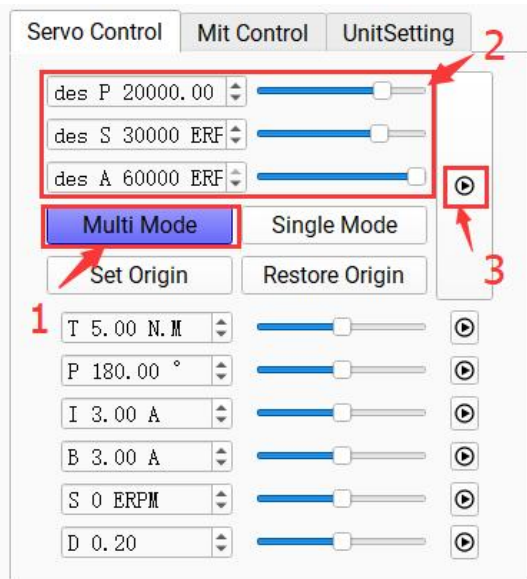 Servo Control Mit Control UnitSetting
2
des P 20000.00
des S 30000 ERF
des A 60000 ERF
Multi Mode Single Mode
3
Set Origin Restore Origin
1
T 5.00 N.M
P 180.00 °
I 3.00 A
B 3.00 A
S 0 ERPM
D 0.20